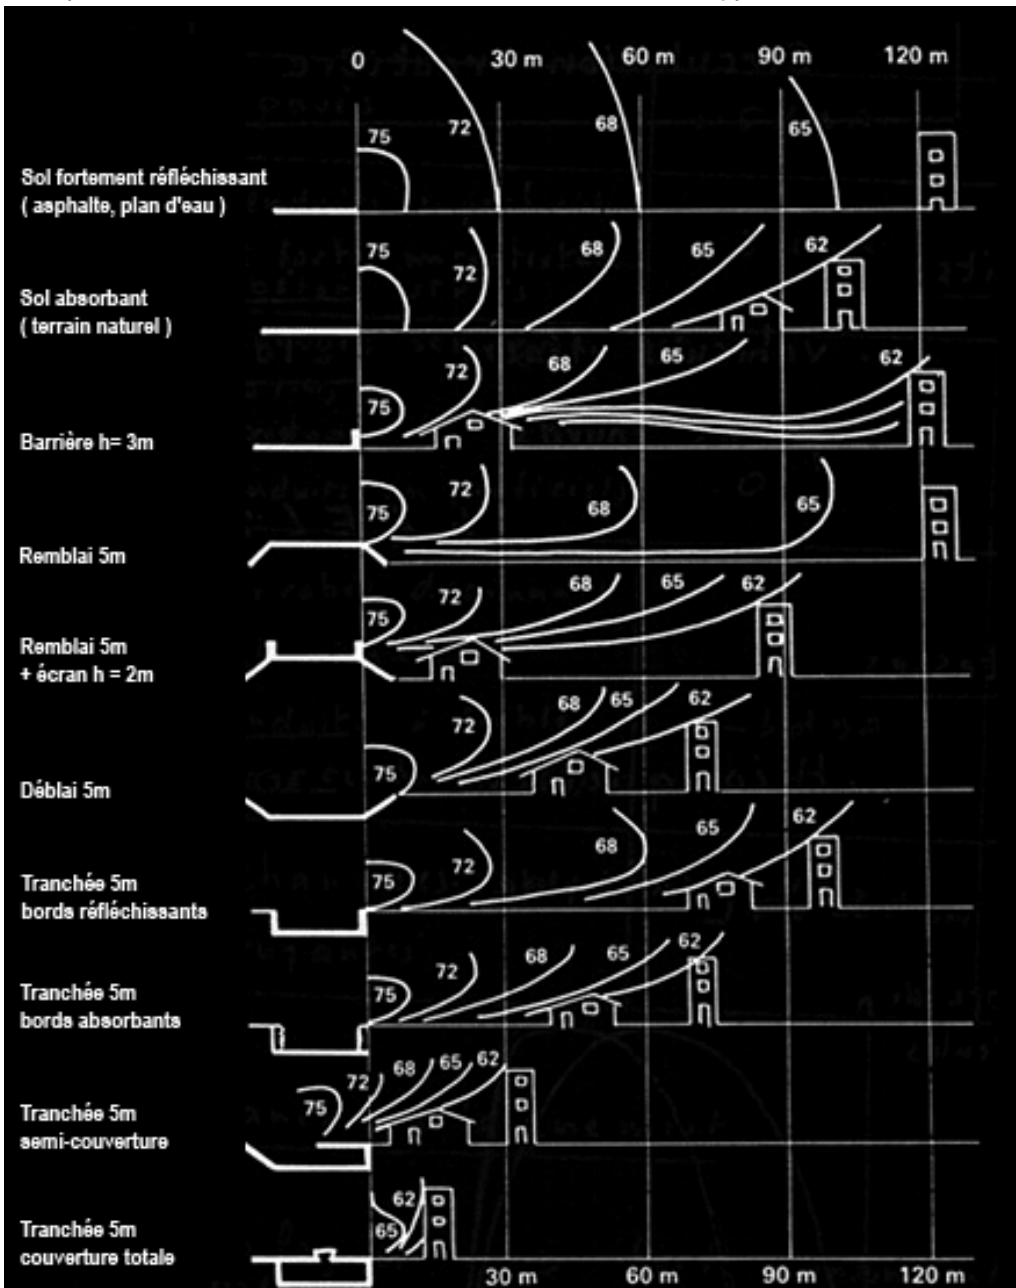 0 30 m 60 m 90 m 120 m
75 72 68 65
Sol fortement réfléchissant
( asphalte, plan d'eau )
75 72 68 65 62
Sol absorbant
( terrain naturel )
75 72 68 65 62
Barrière h= 3m
75 72 68 65
Remblai 5m
75 72 68 65 62
Remblai 5m
+ écran h = 2m
75 72 68 65 62
Déblai 5m
75 72 68 65 62
Tranchée 5m
bords réfléchissants
75 72 68 65 62
Tranchée 5m
bords absorbants
75 72 68 65 62
Tranchée 5m
semi-couverture
65 62
Tranchée 5m
couverture totale
30 m 60 m 90 m 120 m